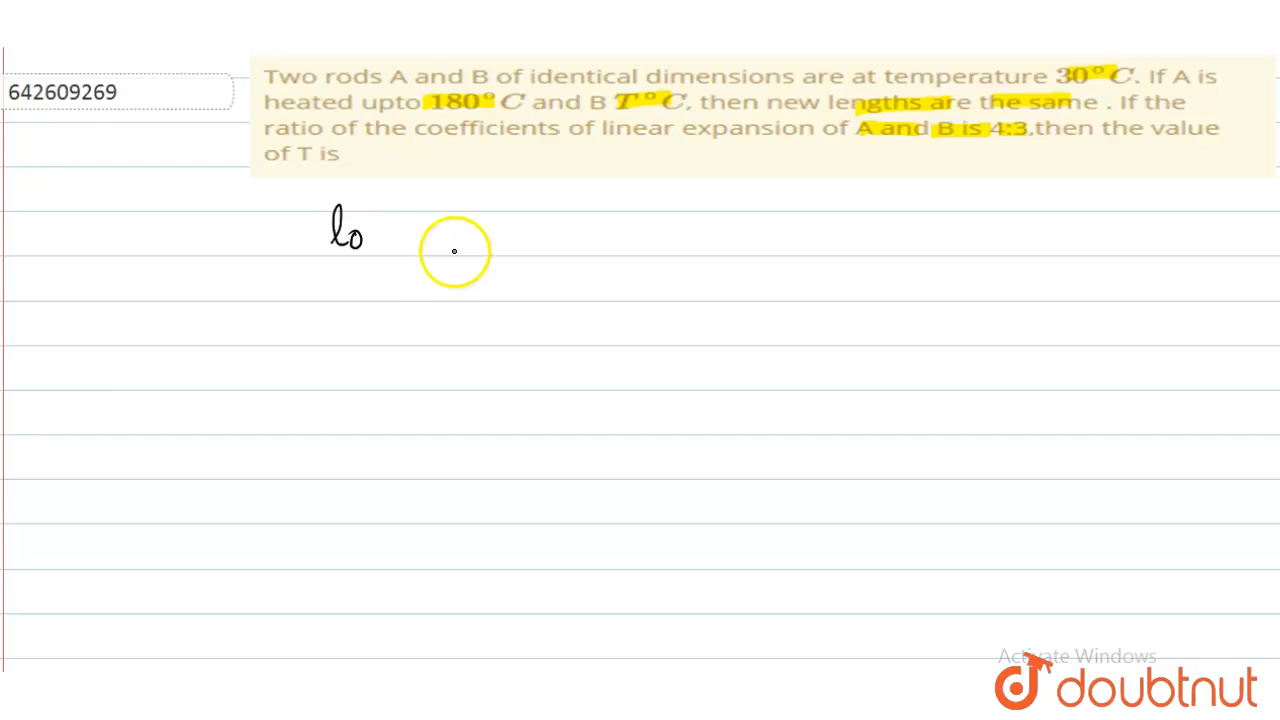 642609269
Two rods A and B of identical dimensions are at temperature 30°C. If A is
heated upto 180°C and B T°C, then new lengths are the same . If the
ratio of the coefficients of linear expansion of A and B is 4:3,then the value
of T is
l0
Activate Windows
doubtnut